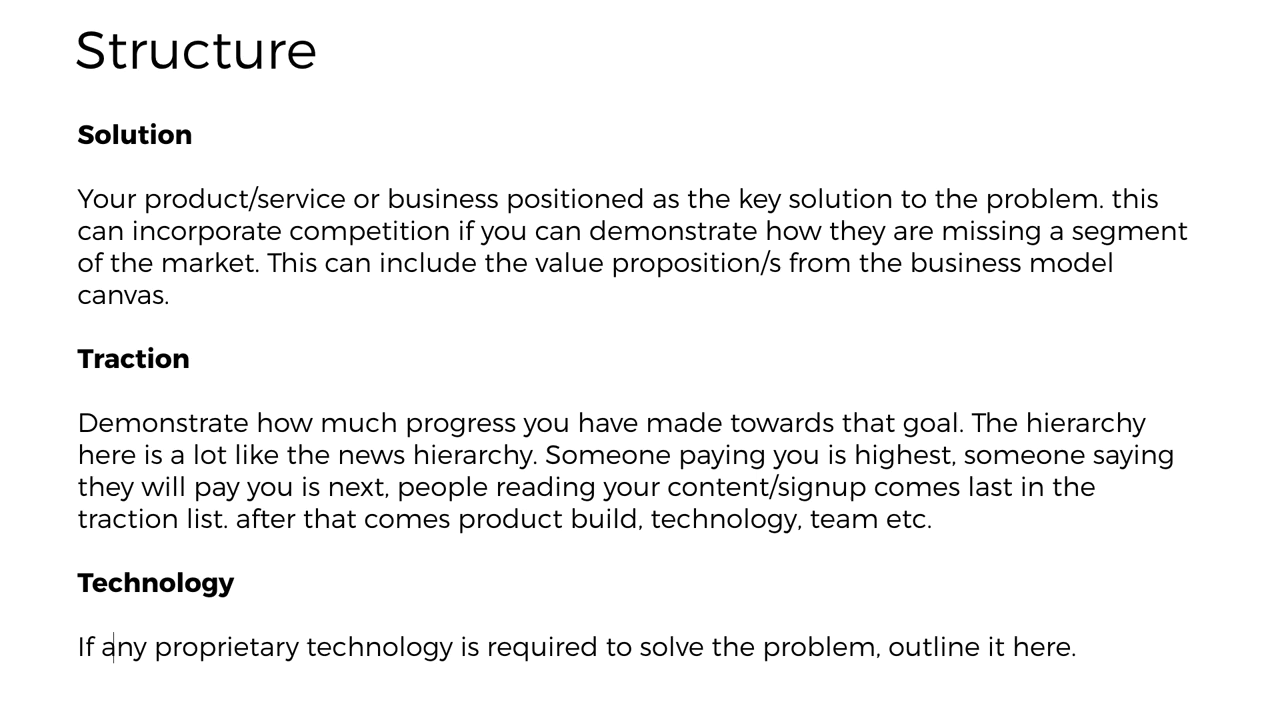 Structure
Solution
Your product/service or business positioned as the key solution to the problem. this
can incorporate competition if you can demonstrate how they are missing a segment
of the market. This can include the value proposition/s from the business model
canvas.
Traction
Demonstrate how much progress you have made towards that goal. The hierarchy
here is a lot like the news hierarchy. Someone paying you is highest, someone saying
they will pay you is next, people reading your content/signup comes last in the
traction list. after that comes product build, technology, team etc.
Technology
If any proprietary technology is required to solve the problem, outline it here.